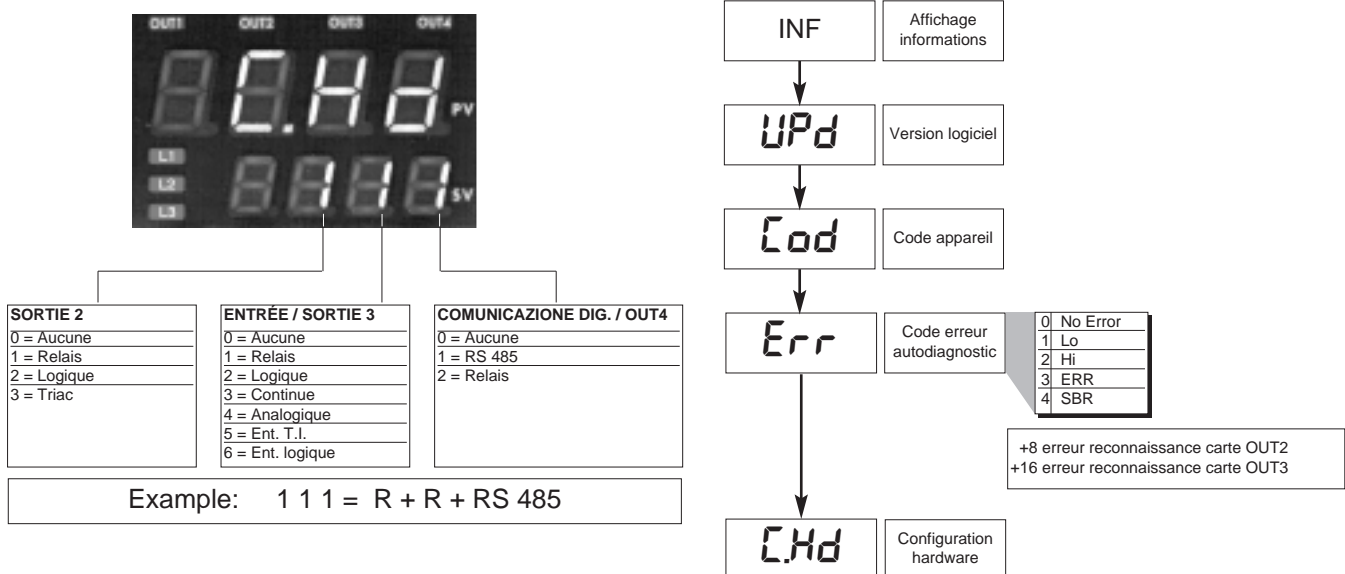 OUT1 OUT2 OUT3 OUT4
C.Hd
PV
L1
L2
L3
111
SV
SORTIE 2
0 = Aucune
1 = Relais
2 = Logique
3 = Triac
ENTRÉE / SORTIE 3
0 = Aucune
1 = Relais
2 = Logique
3 = Continue
4 = Analogique
5 = Ent. T.I.
6 = Ent. logique
COMUNICAZIONE DIG. / OUT4
0 = Aucune
1 = RS 485
2 = Relais
Example: 1 1 1 = R + R + RS 485
INF
Affichage
informations
UPd
Version logiciel
Cod
Code appareil
Err
Code erreur
autodiagnostic
0 No Error
1 Lo
2 Hi
3 ERR
4 SBR
+8 erreur reconnaissance carte OUT2
+16 erreur reconnaissance carte OUT3
C.Hd
Configuration
hardware